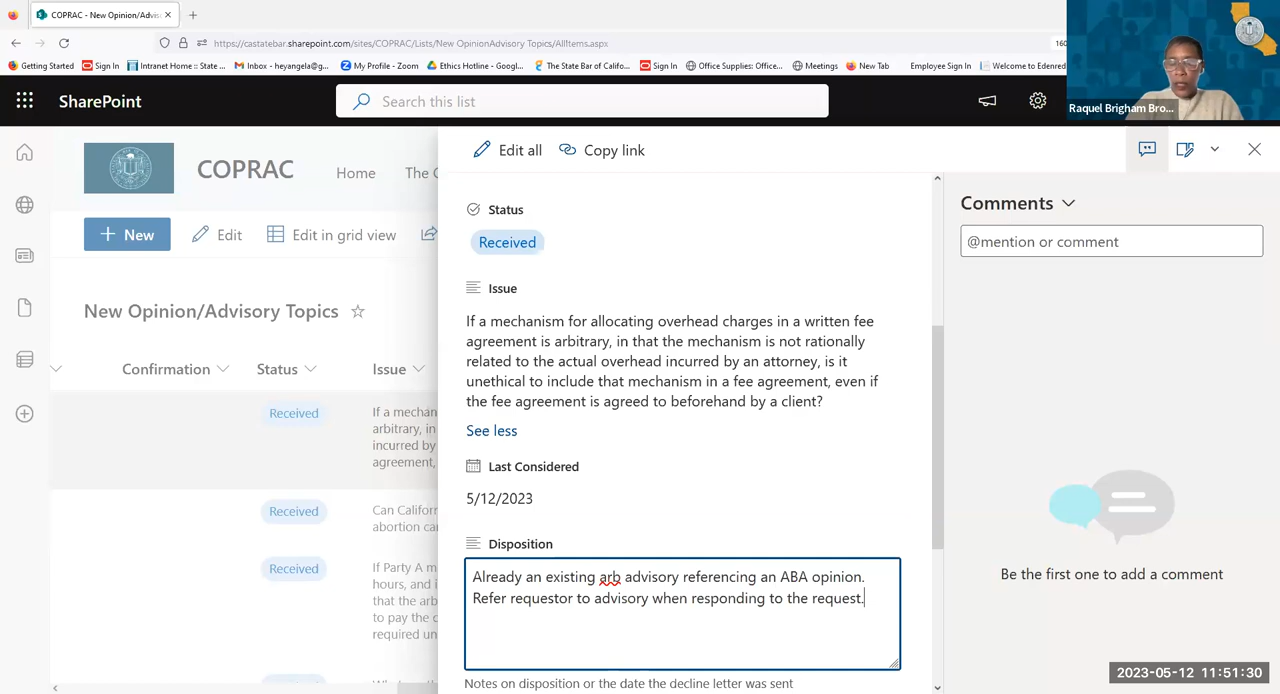 COPRAC - New Opinion/Advis
https://castatebar.sharepoint.com/sites/COPRAC/Lists/New OpinionAdvisory Topics/AllItems.aspx
160
Getting Started
Sign In
Intranet Home :: State ...
Inbox - heyangela@g...
My Profile - Zoom
Ethics Hotline - Googl...
The State Bar of Califo...
Sign In
Office Supplies: Office...
Meetings
New Tab
Employee Sign In
Welcome to Edenred
Raquel Brigham Bro...
SharePoint
Search this list
COPRAC
Home
The C
Edit all
Copy link
New
Edit
Edit in grid view
New Opinion/Advisory Topics
Confirmation
Status
Issue
Received
If a mechan
arbitrary, in
incurred by
agreement,
Received
Can Califor
abortion ca
Received
If Party A m
hours, and i
that the arb
to pay the c
required un
Status
Received
Issue
If a mechanism for allocating overhead charges in a written fee
agreement is arbitrary, in that the mechanism is not rationally
related to the actual overhead incurred by an attorney, is it
unethical to include that mechanism in a fee agreement, even if
the fee agreement is agreed to beforehand by a client?
See less
Last Considered
5/12/2023
Disposition
Already an existing arb advisory referencing an ABA opinion.
Refer requestor to advisory when responding to the request.
Notes on disposition or the date the decline letter was sent
Comments
@mention or comment
Be the first one to add a comment
2023-05-12 11:51:30